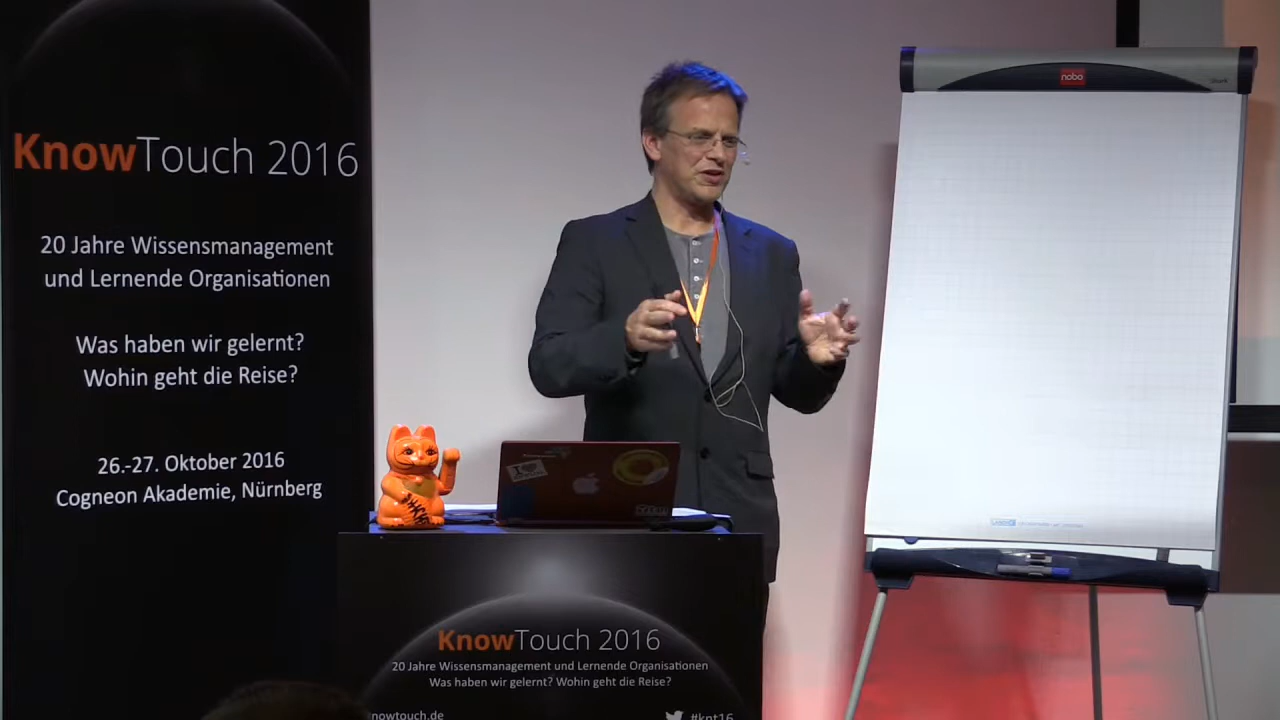 KnowTouch 2016
20 Jahre Wissensmanagement
und Lernende Organisationen
Was haben wir gelernt?
Wohin geht die Reise?
26.-27. Oktober 2016
Cogneon Akademie, Nürnberg
nobo
KnowTouch 2016
20 Jahre Wissensmanagement und Lernende Organisationen
Was haben wir gelernt? Wohin geht die Reise?
nowtouch.de
#knt16